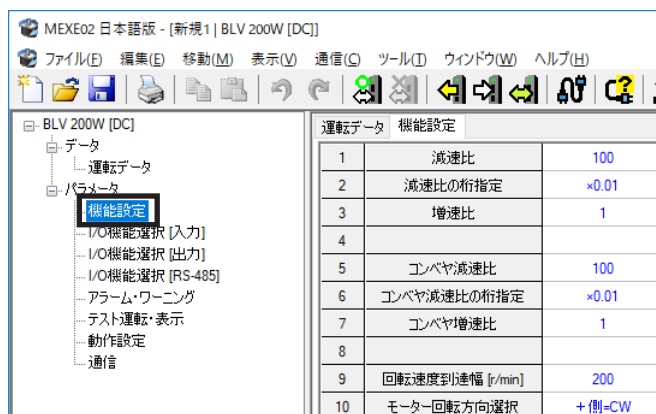 MEXE02 日本語版 - [新規1 | BLV 200W [DC]]
ファイル(F) 編集(E) 移動(M) 表示(V) 通信(C) ツール(T) ウィンドウ(W) ヘルプ(H)
BLV 200W [DC]
データ
運転データ
パラメータ
機能設定
I/O機能選択 [入力]
I/O機能選択 [出力]
I/O機能選択 [RS-485]
アラーム・ワーニング
テスト運転・表示
動作設定
通信
運転データ 機能設定
1 減速比 100
2 減速比の桁指定 ×0.01
3 増速比 1
4
5 コンベヤ減速比 100
6 コンベヤ減速比の桁指定 ×0.01
7 コンベヤ増速比 1
8
9 回転速度到達幅 [r/min] 200
10 モーター回転方向選択 +側=CW